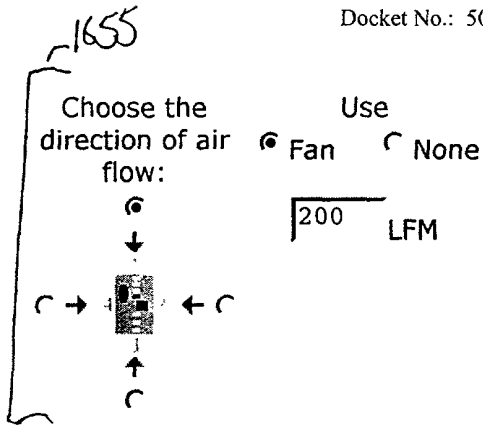 1655
Docket No.: 50
Choose the
direction of air
flow:
Use
Fan None
200 LFM